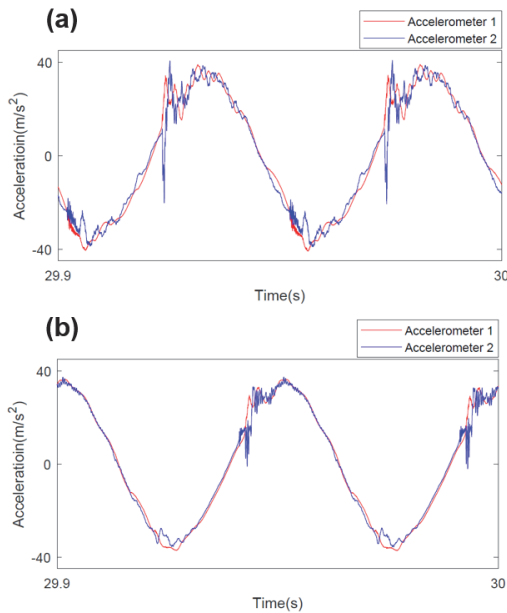 (a)
Accelerometer 1
Accelerometer 2
40
0
-40
Acceleratioin(m/s²)
29.9
30
Time(s)
(b)
Accelerometer 1
Accelerometer 2
40
0
-40
Acceleratioin(m/s²)
29.9
30
Time(s)